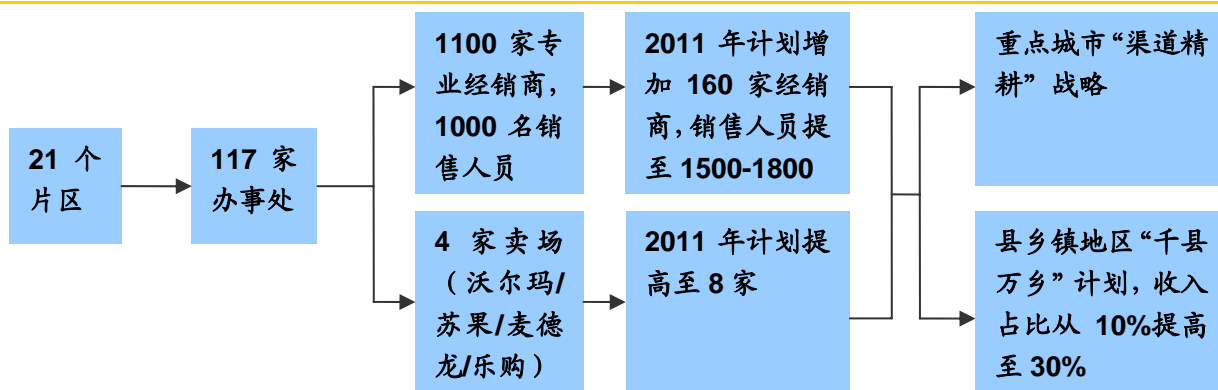 21 个
片区
117 家
办事处
1100 家专
业经销商,
1000 名销
售人员
2011 年计划增
加 160 家经销
商,销售人员提
至 1500-1800
重点城市“渠道精
耕” 战略
4 家卖场
(沃尔玛/
苏果/麦德
龙/乐购)
2011 年计划提
高至 8 家
县乡镇地区“千县
万乡” 计划, 收入
占比从 10%提高
至 30%